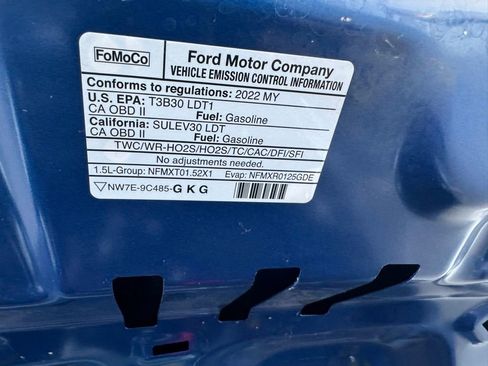 FoMoCo
Ford Motor Company
VEHICLE EMISSION CONTROL INFORMATION
Conforms to regulations: 2022 MY
U.S. EPA: T3B30 LDT1
CA OBD II Fuel: Gasoline
California: SULEV30 LDT
CA OBD II Fuel: Gasoline
TWC/WR-HO2S/HO2S/TC/CAC/DFI/SFI
No adjustments needed.
1.5L-Group: NFMXT01.52X1 Evap: NFMXR0125GDE
NW7E-9C485-GKG